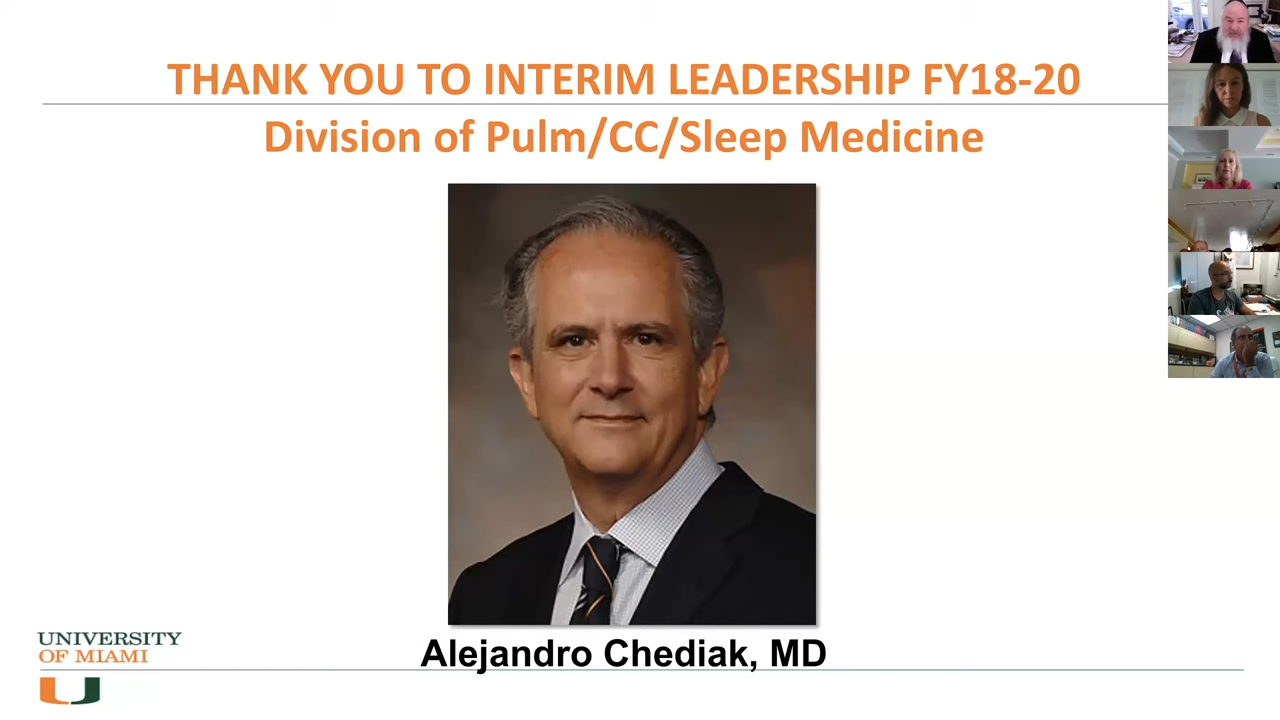 THANK YOU TO INTERIM LEADERSHIP FY18-20
Division of Pulm/CC/Sleep Medicine
Alejandro Chediak, MD
UNIVERSITY
OF MIAMI